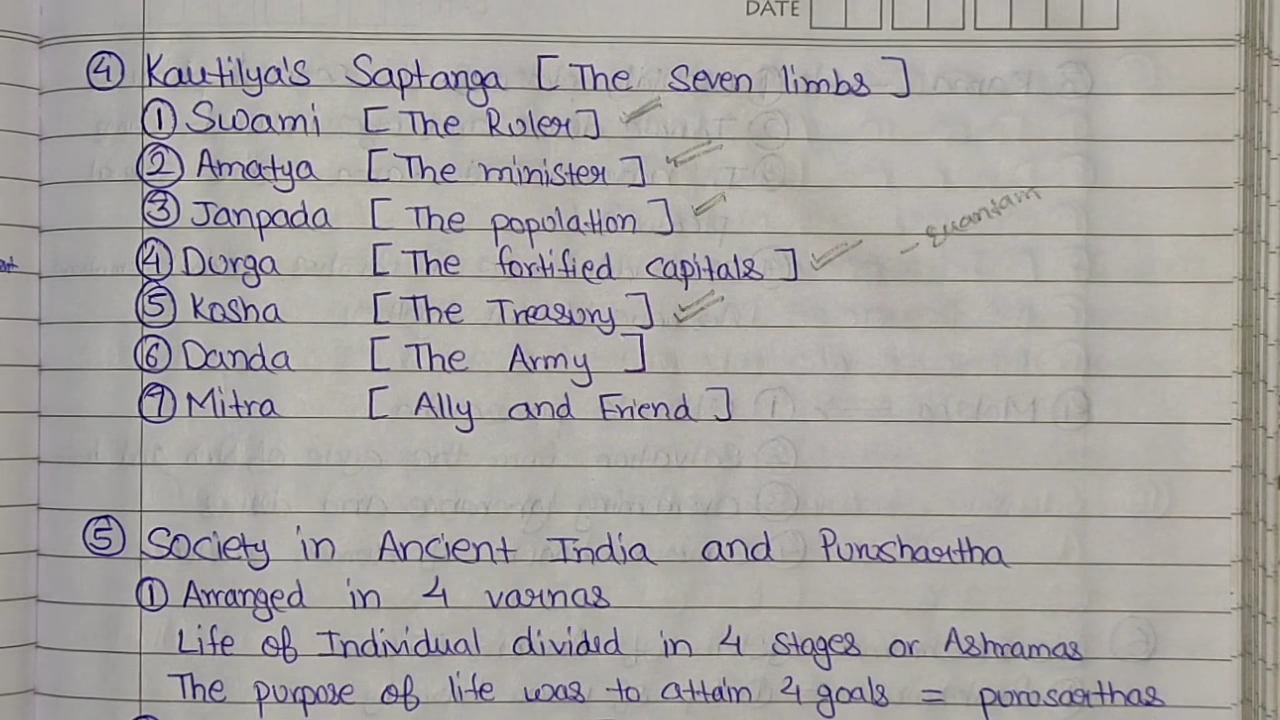 DATE
④ Kautilya's Saptanga [ The Seven limbs ]
① Swami [ The Ruler ]
② Amatya [ The minister ]
③ Janpada [ The population ]
④ Durga [ The fortified capitals ]
⑤ Kosha [ The Treasury ]
⑥ Danda [ The Army ]
⑦ Mitra [ Ally and Friend ]
⑤ Society in Ancient India and Purushartha
① Arranged in 4 varnas
Life of Individual divided in 4 stages or Ashramas
The purpose of life was to attain 4 goals = purusarthas